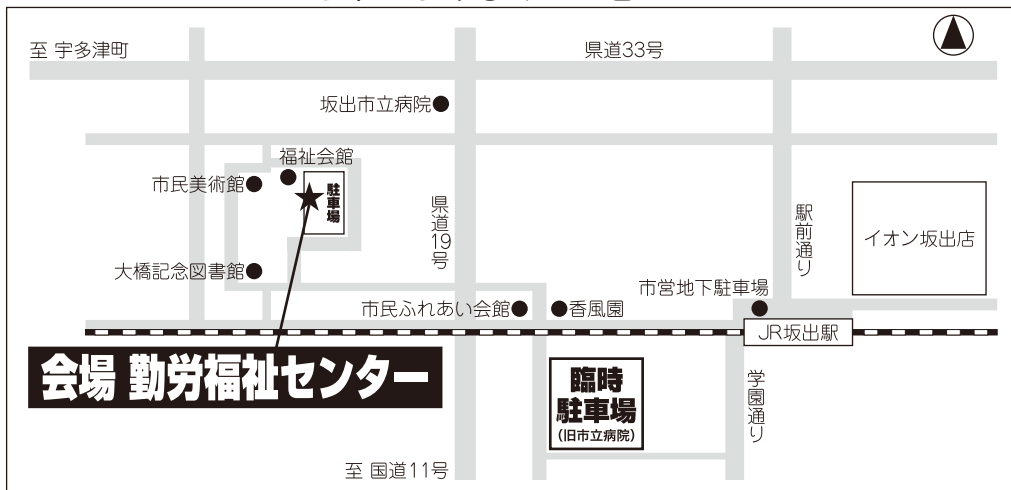 至 宇多津町
県道33号
坂出市立病院
福祉会館
市民美術館
駐車場
県道19号
駅前通り
イオン坂出店
大橋記念図書館
市営地下駐車場
市民ふれあい会館
香風園
JR坂出駅
会場 勤労福祉センター
臨時
駐車場
(旧市立病院)
学園通り
至 国道11号